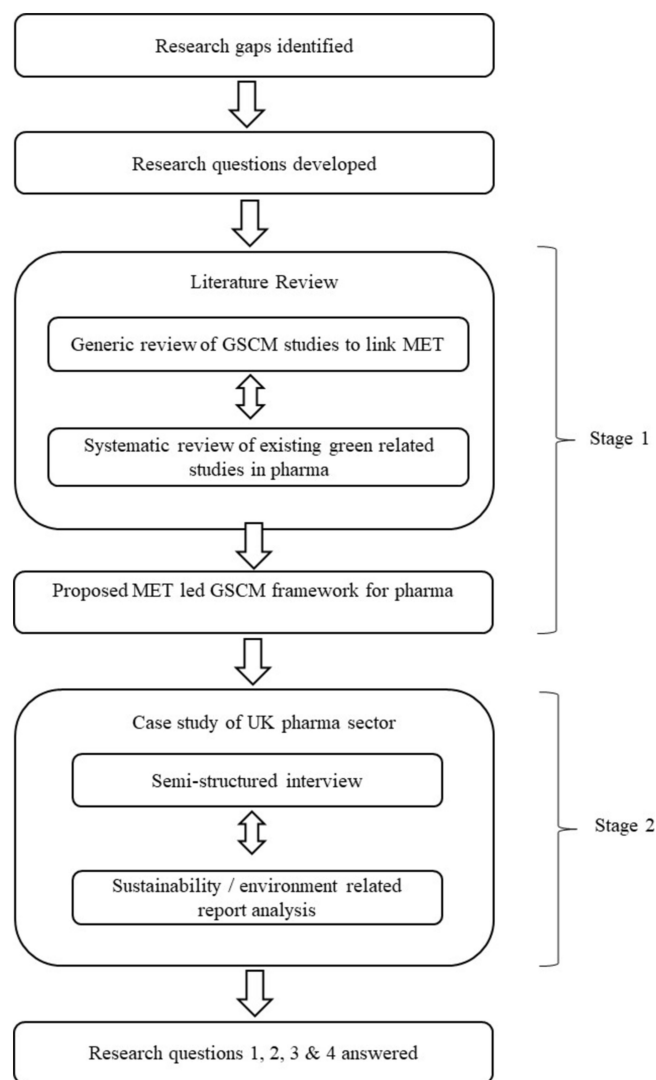 Research gaps identified
Research questions developed
Literature Review
Generic review of GSCM studies to link MET
Systematic review of existing green related
studies in pharma
Stage 1
Proposed MET led GSCM framework for pharma
Case study of UK pharma sector
Semi-structured interview
Stage 2
Sustainability / environment related
report analysis
Research questions 1, 2, 3 & 4 answered